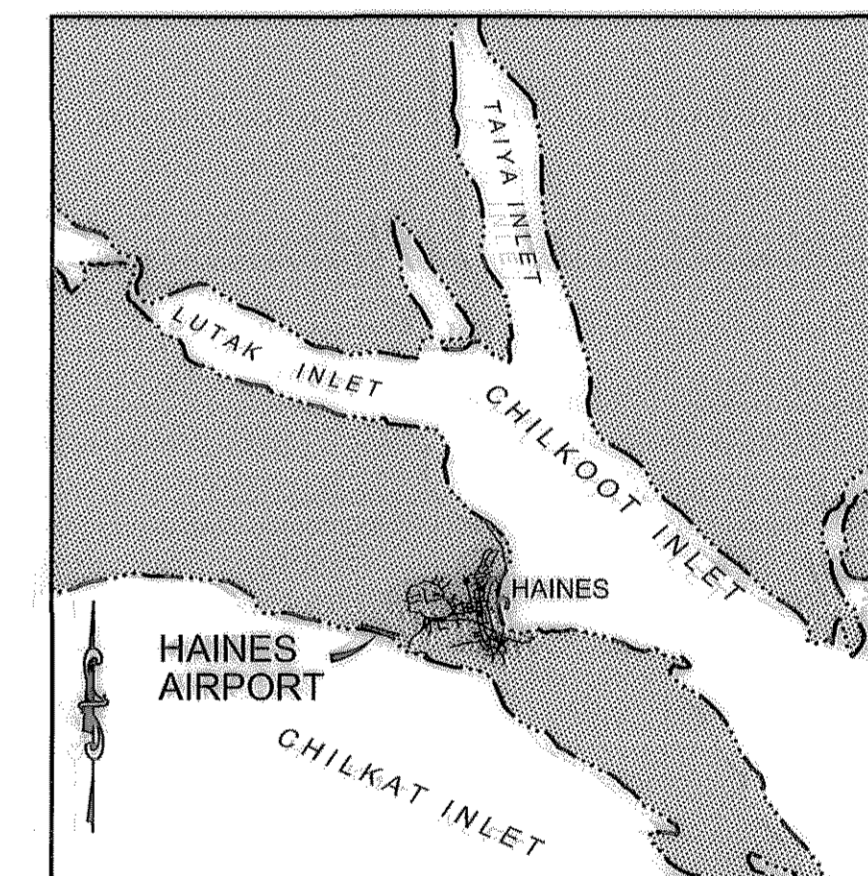 TAIYA INLET
LUTAK INLET
CHILKOOT INLET
HAINES
HAINES
AIRPORT
CHILKAT INLET